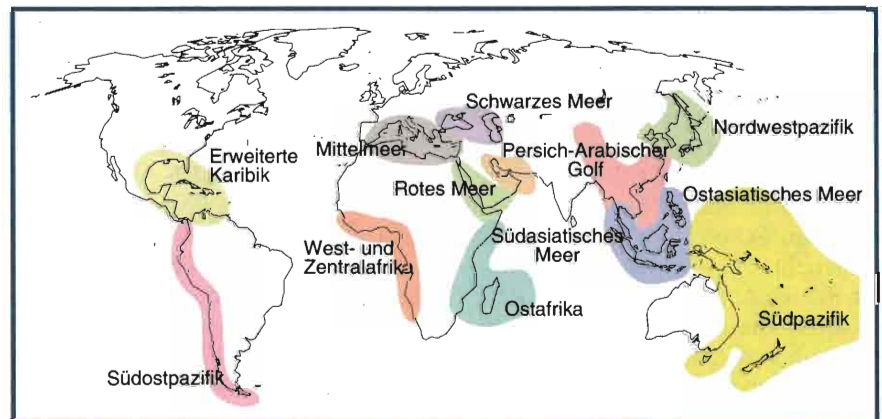 Schwarzes Meer
Nordwestpazifik
Mittelmeer
Persich-Arabischer
Golf
Erweiterte
Karibik
Rotes Meer
Ostasiatisches Meer
West- und
Zentralafrika
Südasiatisches
Meer
Ostafrika
Südpazifik
Südostpazifik